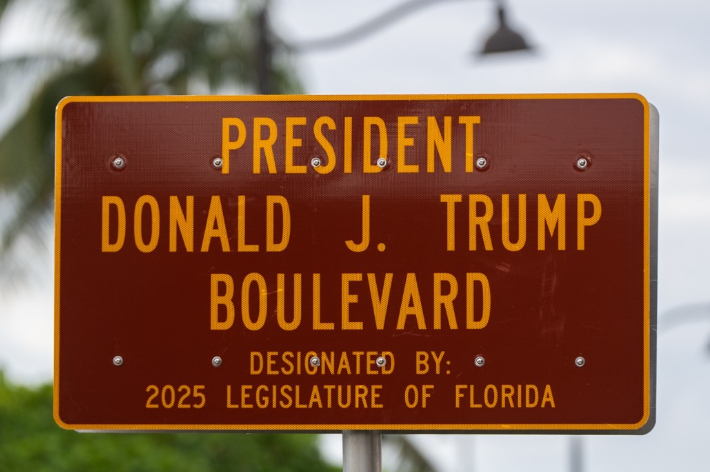 PRESIDENT
DONALD J. TRUMP
BOULEVARD
DESIGNATED BY:
2025 LEGISLATURE OF FLORIDA